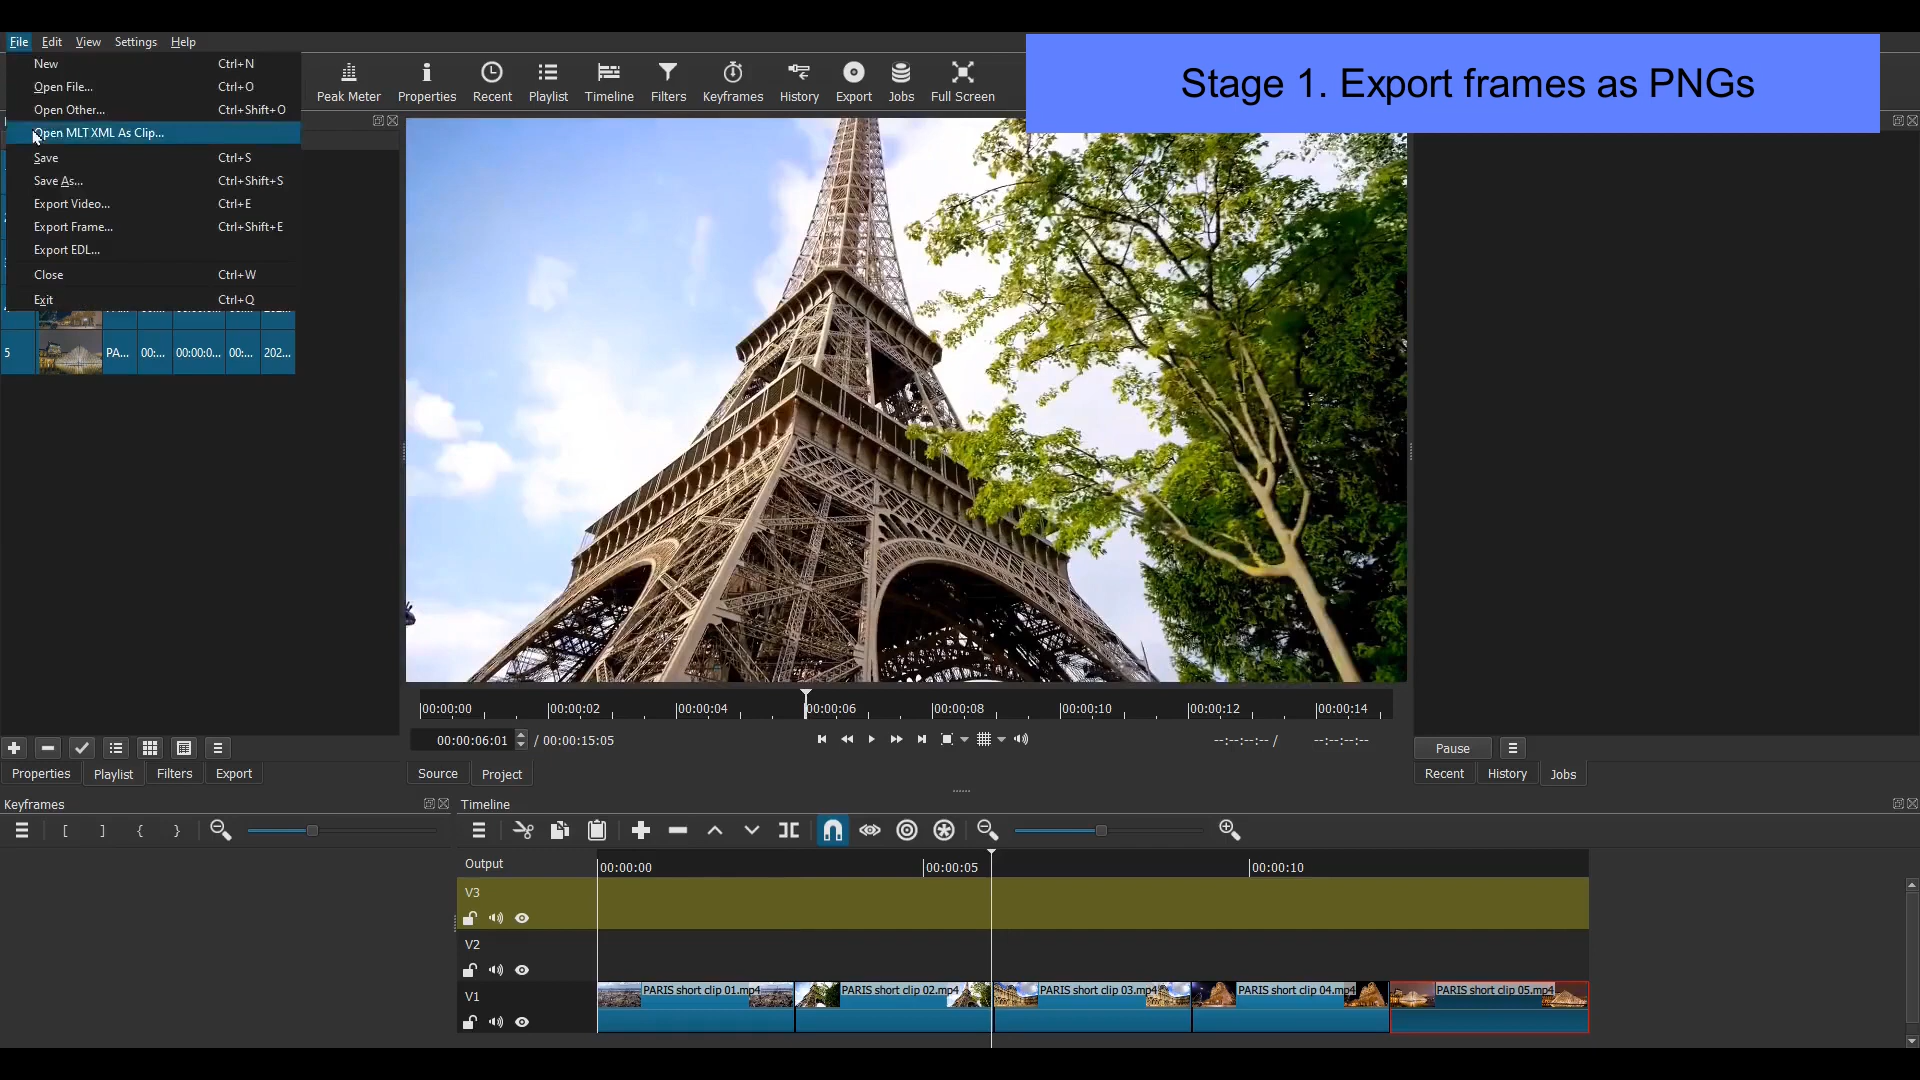 File Edit View Settings Help
Stage 1. Export frames as PNGs
New Ctrl+N
Open File... Ctrl+O
Open Other... Ctrl+Shift+O
Open MLT XML As Clip...
Save Ctrl+S
Save As... Ctrl+Shift+S
Export Video... Ctrl+E
Export Frame... Ctrl+Shift+E
Export EDL...
Close Ctrl+W
Exit Ctrl+Q
Peak Meter Properties Recent Playlist Timeline Filters Keyframes History Export Jobs Full Screen
5 PA... 00:... 00:00:0... 00:... 202...
00:00:00 00:00:02 00:00:04 00:00:06 00:00:08 00:00:10 00:00:12 00:00:14
00:00:06:01 / 00:00:15:05 --:--:--:-- / --:--:--:--
Pause
Properties Playlist Filters Export
Source Project
Recent History Jobs
Keyframes
Timeline
Output
00:00:00 00:00:05 00:00:10
V3
V2
V1
PARIS short clip 01.mp4 PARIS short clip 02.mp4 PARIS short clip 03.mp4 PARIS short clip 04.mp4 PARIS short clip 05.mp4